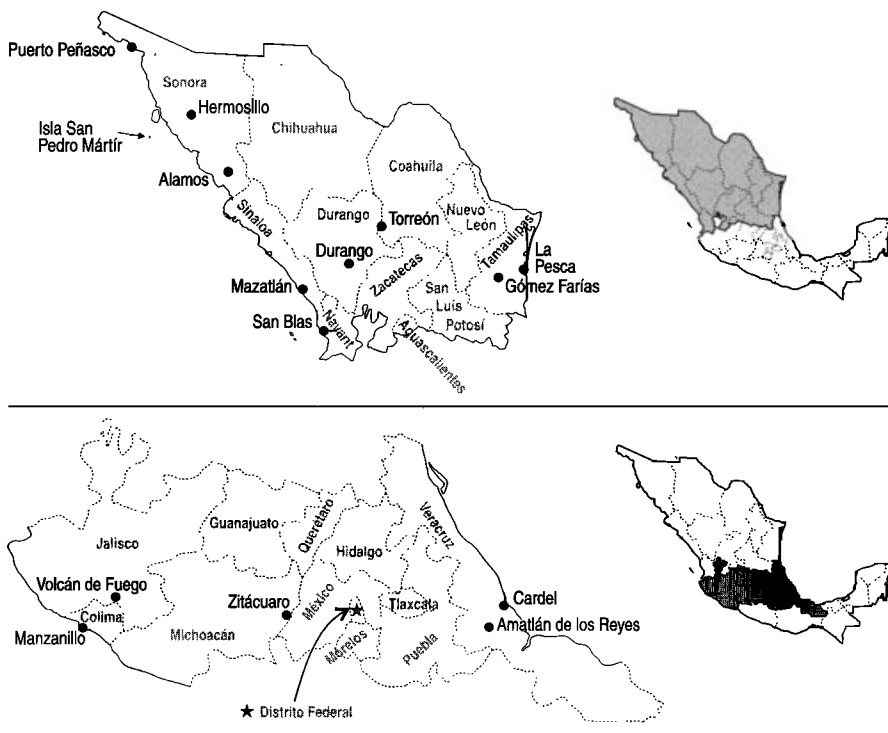 Puerto Peñasco
Sonora
Hermosillo
Chihuahua
Isla San
Pedro Mártír
Coahuila
Alamos
Sinaloa
Durango
Torreón
Nuevo
León
Tamaulipas
Durango
La
Pesca
Zacatecas
Mazatlán
San
Luís
Potosí
Gómez Farías
San Blas
Nayarit
Aguascalientes
Veracruz
Querétaro
Guanajuato
Jalisco
Hidalgo
Volcán de Fuego
Zitácuaro
México
Tlaxcala
Cardel
Colima
Manzanillo
Michoacán
Morelos
Puebla
Amatlán de los Reyes
★ Distrito Federal